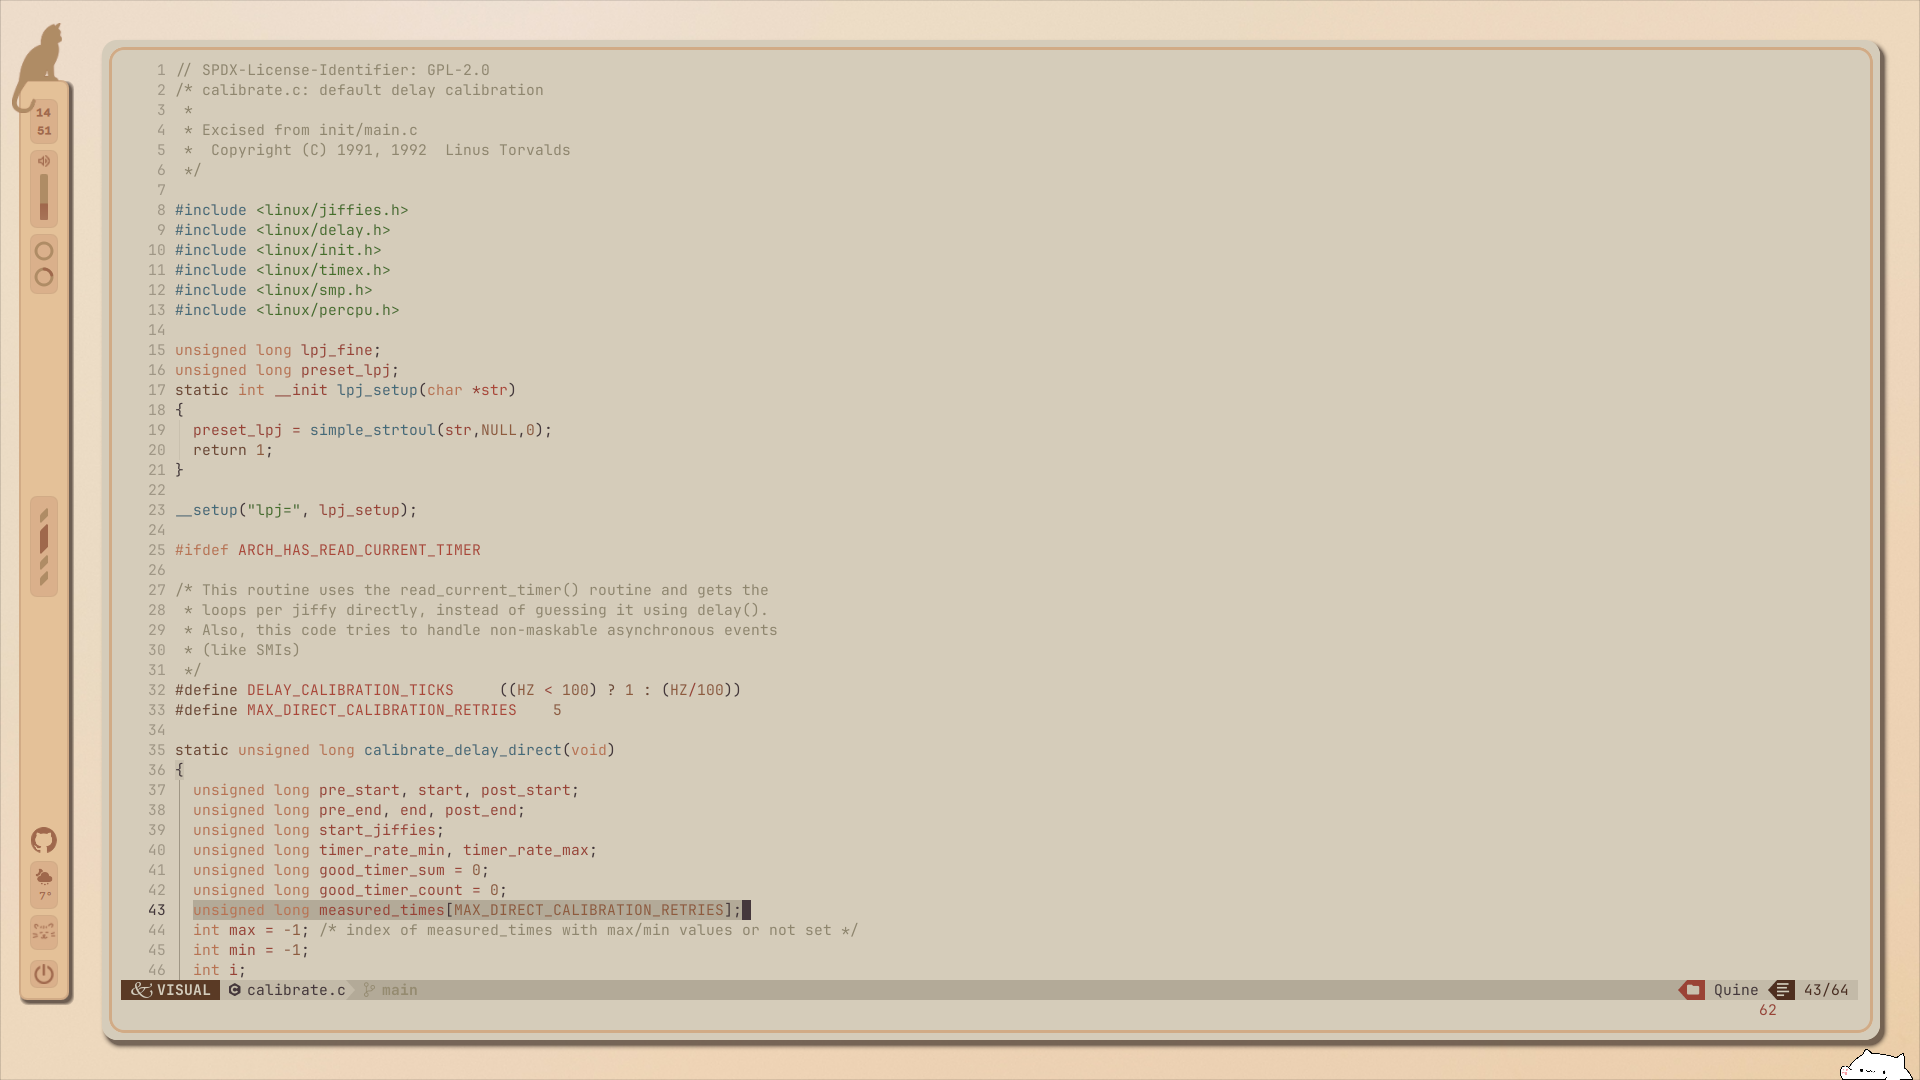 14
51
7°
1 // SPDX-License-Identifier: GPL-2.0
2 /* calibrate.c: default delay calibration
3  *
4  * Excised from init/main.c
5  *  Copyright (C) 1991, 1992  Linus Torvalds
6  */
7
8 #include <linux/jiffies.h>
9 #include <linux/delay.h>
10 #include <linux/init.h>
11 #include <linux/timex.h>
12 #include <linux/smp.h>
13 #include <linux/percpu.h>
14
15 unsigned long lpj_fine;
16 unsigned long preset_lpj;
17 static int __init lpj_setup(char *str)
18 {
19   preset_lpj = simple_strtoul(str,NULL,0);
20   return 1;
21 }
22
23 __setup("lpj=", lpj_setup);
24
25 #ifdef ARCH_HAS_READ_CURRENT_TIMER
26
27 /* This routine uses the read_current_timer() routine and gets the
28  * loops per jiffy directly, instead of guessing it using delay().
29  * Also, this code tries to handle non-maskable asynchronous events
30  * (like SMIs)
31  */
32 #define DELAY_CALIBRATION_TICKS     ((HZ < 100) ? 1 : (HZ/100))
33 #define MAX_DIRECT_CALIBRATION_RETRIES    5
34
35 static unsigned long calibrate_delay_direct(void)
36 {
37   unsigned long pre_start, start, post_start;
38   unsigned long pre_end, end, post_end;
39   unsigned long start_jiffies;
40   unsigned long timer_rate_min, timer_rate_max;
41   unsigned long good_timer_sum = 0;
42   unsigned long good_timer_count = 0;
43   unsigned long measured_times[MAX_DIRECT_CALIBRATION_RETRIES];
44   int max = -1; /* index of measured_times with max/min values or not set */
45   int min = -1;
46   int i;
VISUAL calibrate.c main Quine 43/64
62